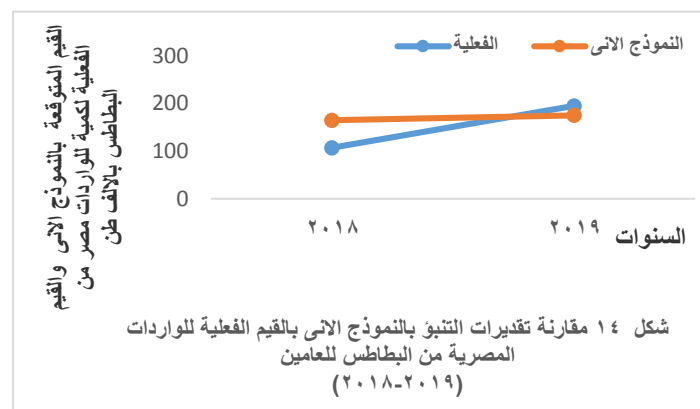 القيم المتوقعة بالنموذج الانى والقيم
الفعلية لكمية للواردات مصر من
البطاطس بالالف طن
الفعلية
النموذج الانى
300
200
100
0
٢٠١٨
٢٠١٩
السنوات
شكل ١٤ مقارنة تقديرات التنبؤ بالنموذج الانى بالقيم الفعلية للواردات
المصرية من البطاطس للعامين
(٢٠١٨-٢٠١٩)